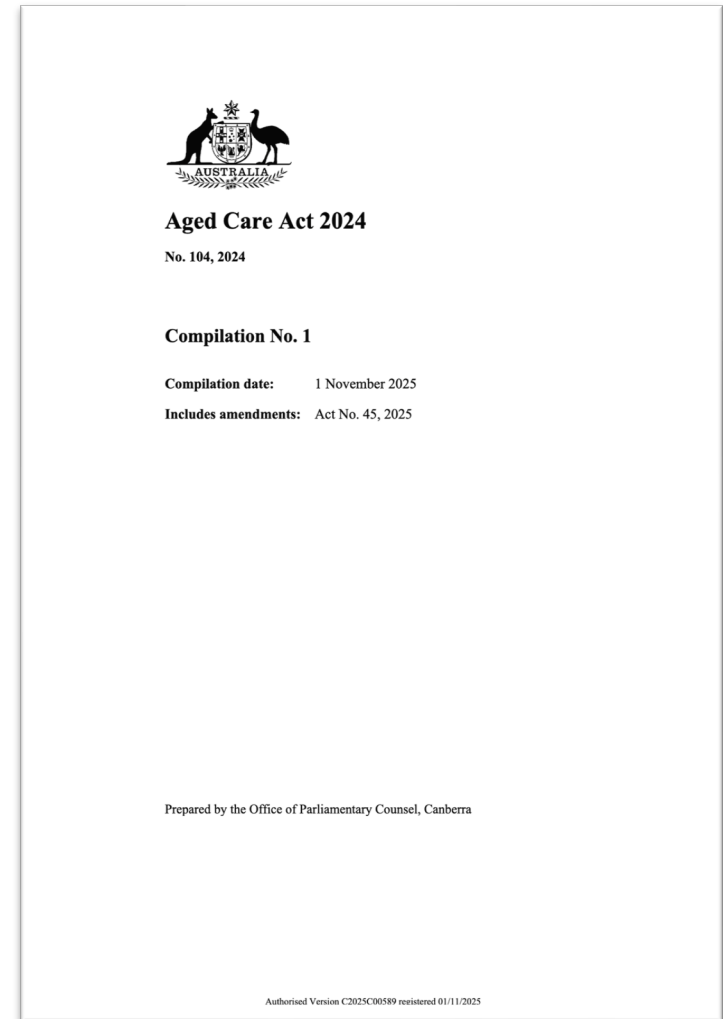 AUSTRALIA
Aged Care Act 2024
No. 104, 2024
Compilation No. 1
Compilation date: 1 November 2025
Includes amendments: Act No. 45, 2025
Prepared by the Office of Parliamentary Counsel, Canberra
Authorised Version C2025C00589 registered 01/11/2025